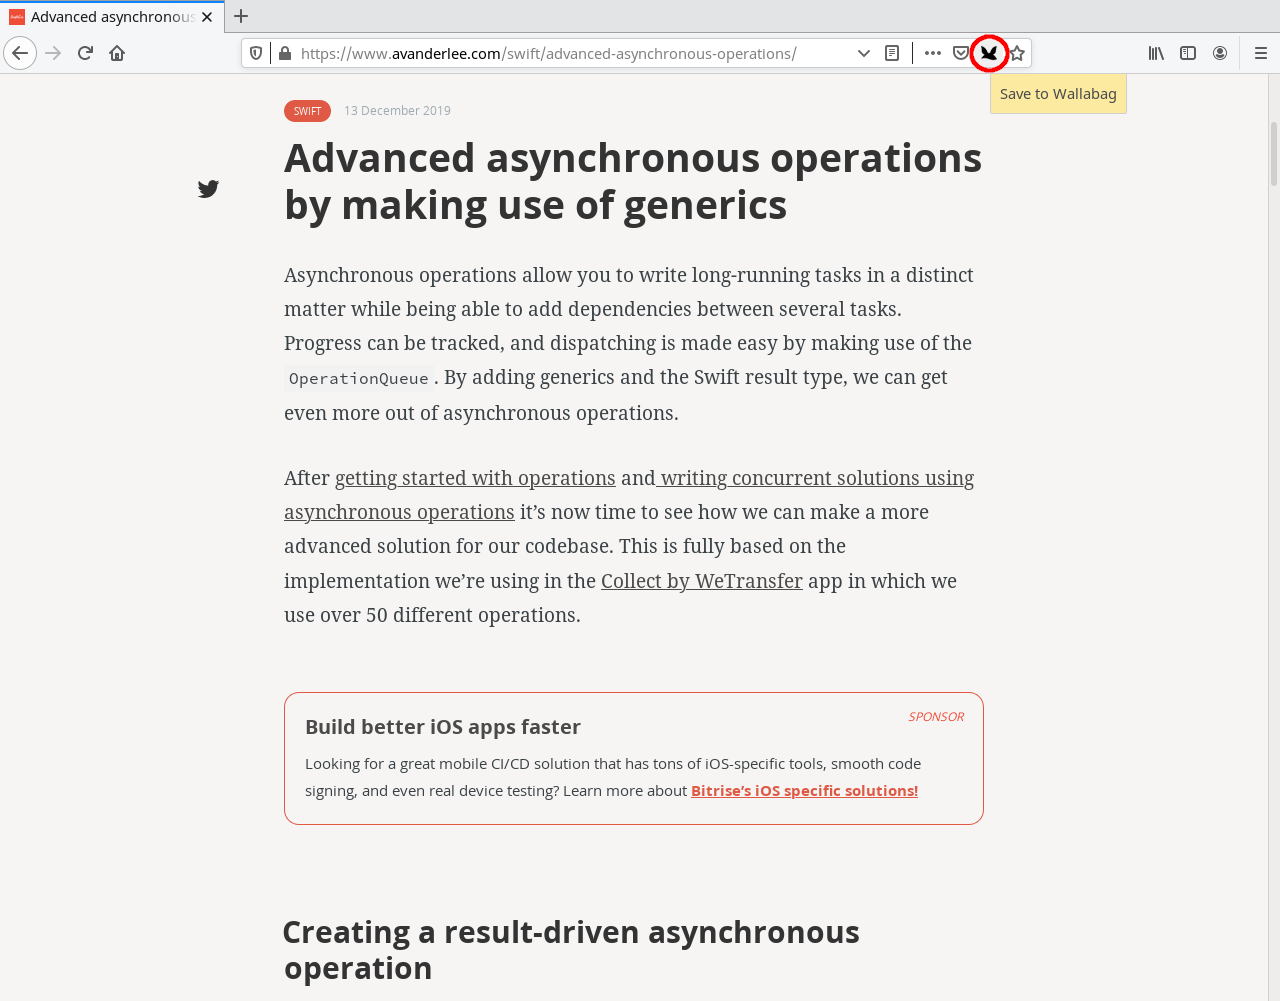 Advanced asynchronous
https://www.avanderlee.com/swift/advanced-asynchronous-operations/
Save to Wallabag
SWIFT 13 December 2019
Advanced asynchronous operations
by making use of generics
Asynchronous operations allow you to write long-running tasks in a distinct
matter while being able to add dependencies between several tasks.
Progress can be tracked, and dispatching is made easy by making use of the
OperationQueue. By adding generics and the Swift result type, we can get
even more out of asynchronous operations.
After getting started with operations and writing concurrent solutions using
asynchronous operations it’s now time to see how we can make a more
advanced solution for our codebase. This is fully based on the
implementation we’re using in the Collect by WeTransfer app in which we
use over 50 different operations.
Build better iOS apps faster
SPONSOR
Looking for a great mobile CI/CD solution that has tons of iOS-specific tools, smooth code
signing, and even real device testing? Learn more about Bitrise’s iOS specific solutions!
Creating a result-driven asynchronous
operation